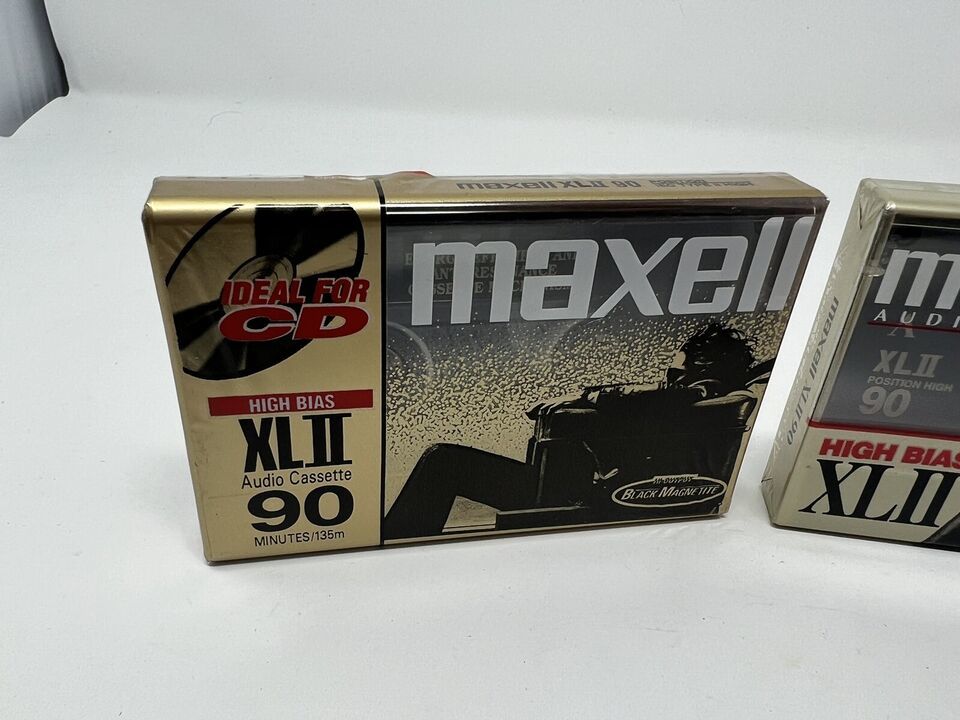 maxell XLII 90
IDEAL FOR
CD
HIGH BIAS
XLII
Audio Cassette
90
MINUTES/135m
maxell
BLACK MAGNETITE
maxell XLII 90
m
AUDI
XLII
POSITION HIGH
90
HIGH BIAS
XLII